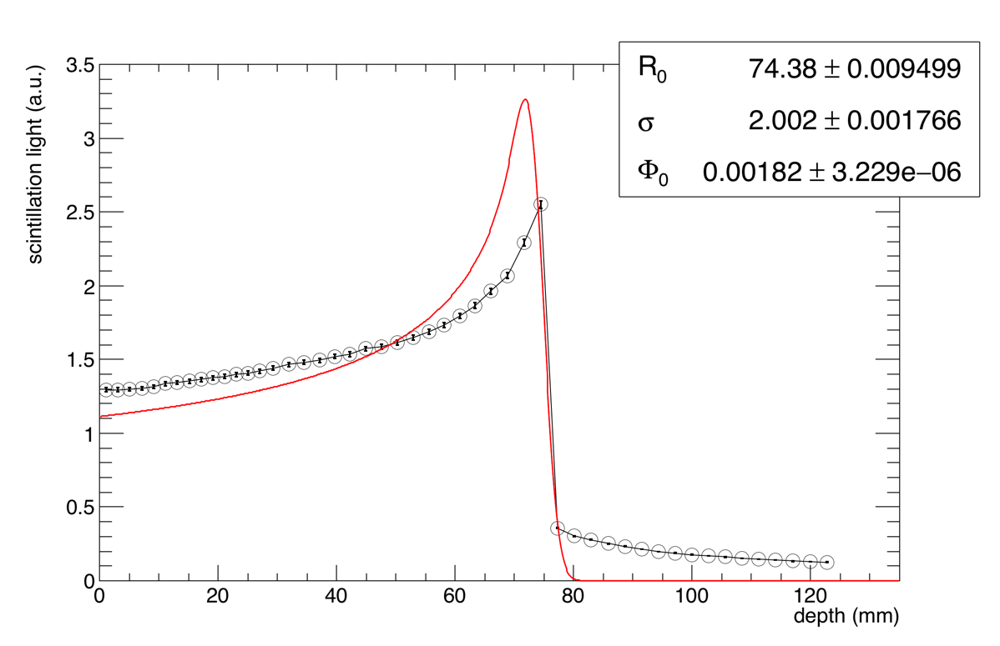 R₀ 74.38 ± 0.009499
σ 2.002 ± 0.001766
Φ₀ 0.00182 ± 3.229e−06
scintillation light (a.u.)
3.5
3
2.5
2
1.5
1
0.5
0
0 20 40 60 80 100 120
depth (mm)